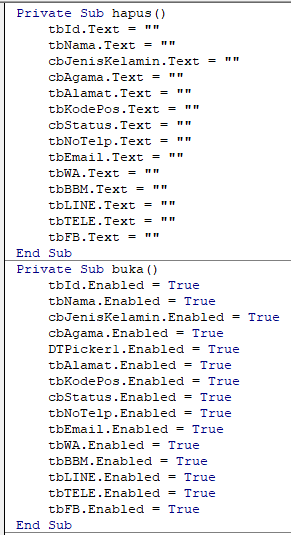 Private Sub hapus()
tbId.Text = ""
tbNama.Text = ""
cbJenisKelamin.Text = ""
cbAgama.Text = ""
tbAlamat.Text = ""
tbKodePos.Text = ""
cbStatus.Text = ""
tbNoTelp.Text = ""
tbEmail.Text = ""
tbWA.Text = ""
tbBBM.Text = ""
tbLINE.Text = ""
tbTELE.Text = ""
tbFB.Text = ""
End Sub
Private Sub buka()
tbId.Enabled = True
tbNama.Enabled = True
cbJenisKelamin.Enabled = True
cbAgama.Enabled = True
DTPicker1.Enabled = True
tbAlamat.Enabled = True
tbKodePos.Enabled = True
cbStatus.Enabled = True
tbNoTelp.Enabled = True
tbEmail.Enabled = True
tbWA.Enabled = True
tbBBM.Enabled = True
tbLINE.Enabled = True
tbTELE.Enabled = True
tbFB.Enabled = True
End Sub